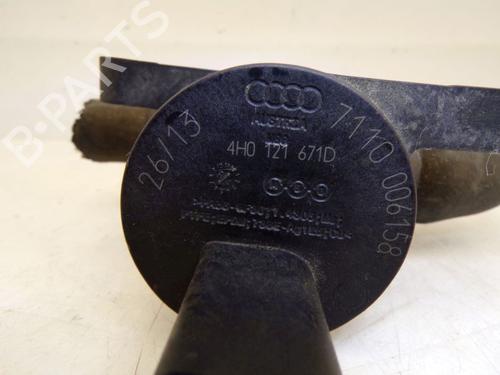 B-PARTS
AUSTRIA
26/13
7110 006158
4H0 121 671D